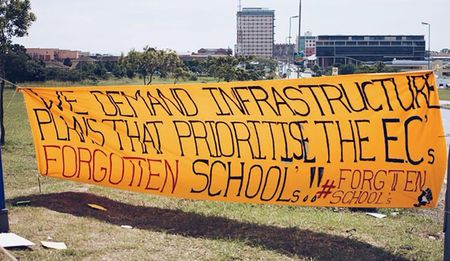 WE DEMAND INFRASTRUCTURE
PLANS THAT PRIORITISE THE EC's
FORGOTTEN SCHOOL's!! #FORGTTEN
SCHOOL's